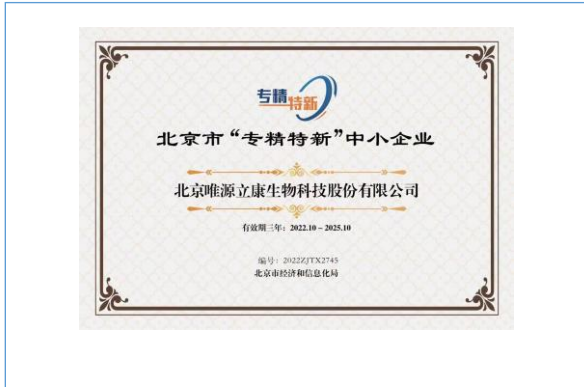 专精特新
北京市“专精特新”中小企业
北京唯源立康生物科技股份有限公司
有效期三年：2022.10－2025.10
编号：2022ZJTX2745
北京市经济和信息化局